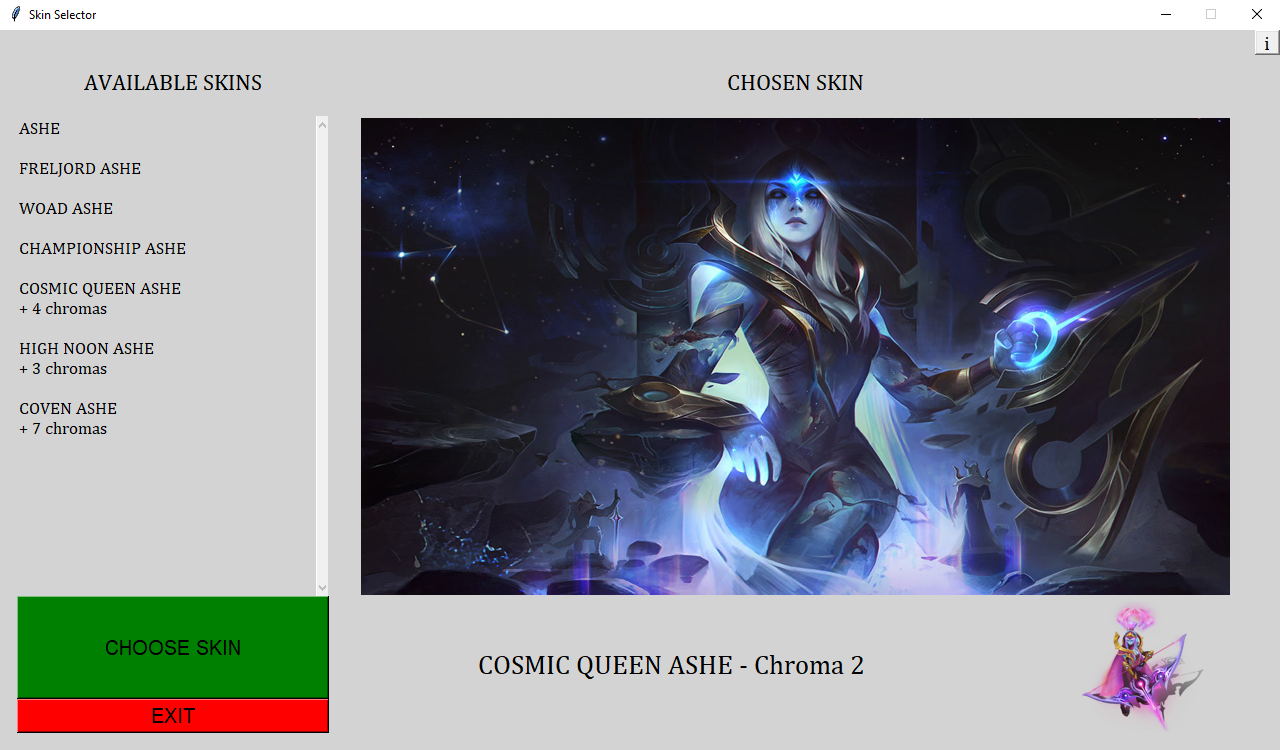 Skin Selector
i
AVAILABLE SKINS
CHOSEN SKIN
ASHE
FRELJORD ASHE
WOAD ASHE
CHAMPIONSHIP ASHE
COSMIC QUEEN ASHE
+ 4 chromas
HIGH NOON ASHE
+ 3 chromas
COVEN ASHE
+ 7 chromas
CHOOSE SKIN
EXIT
COSMIC QUEEN ASHE - Chroma 2